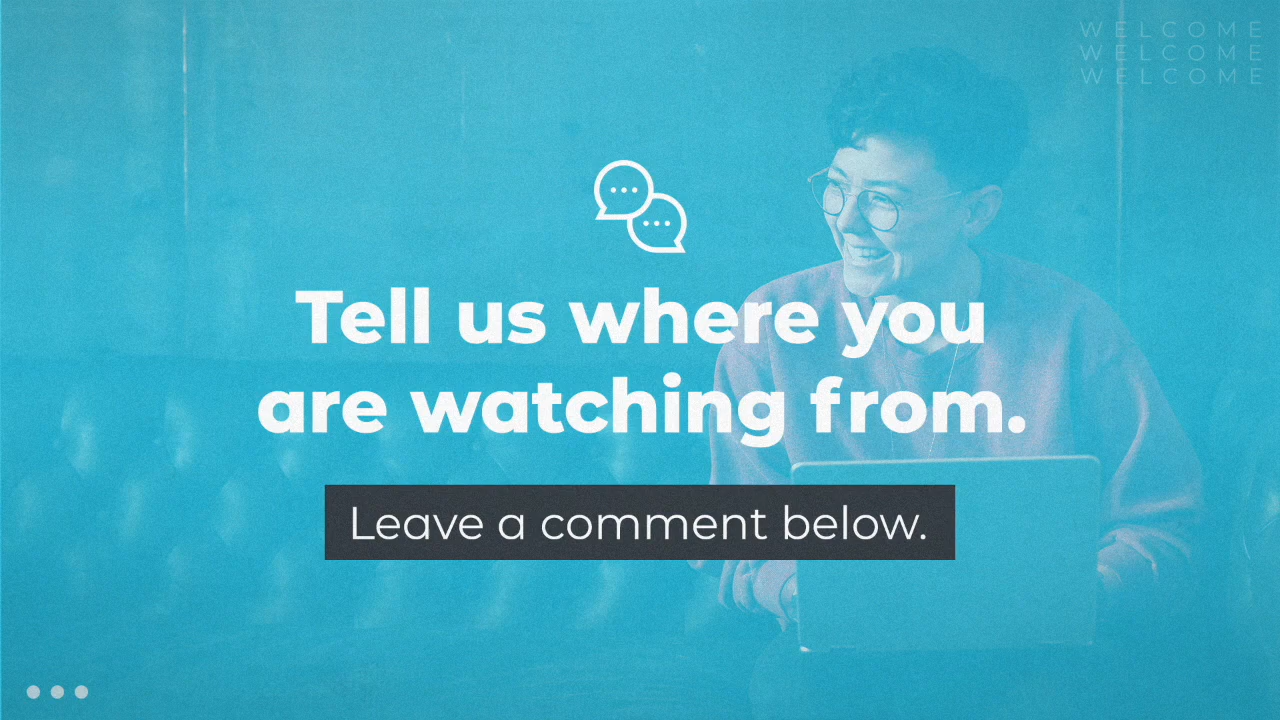 WELCOME
WELCOME
WELCOME
Tell us where you
are watching from.
Leave a comment below.